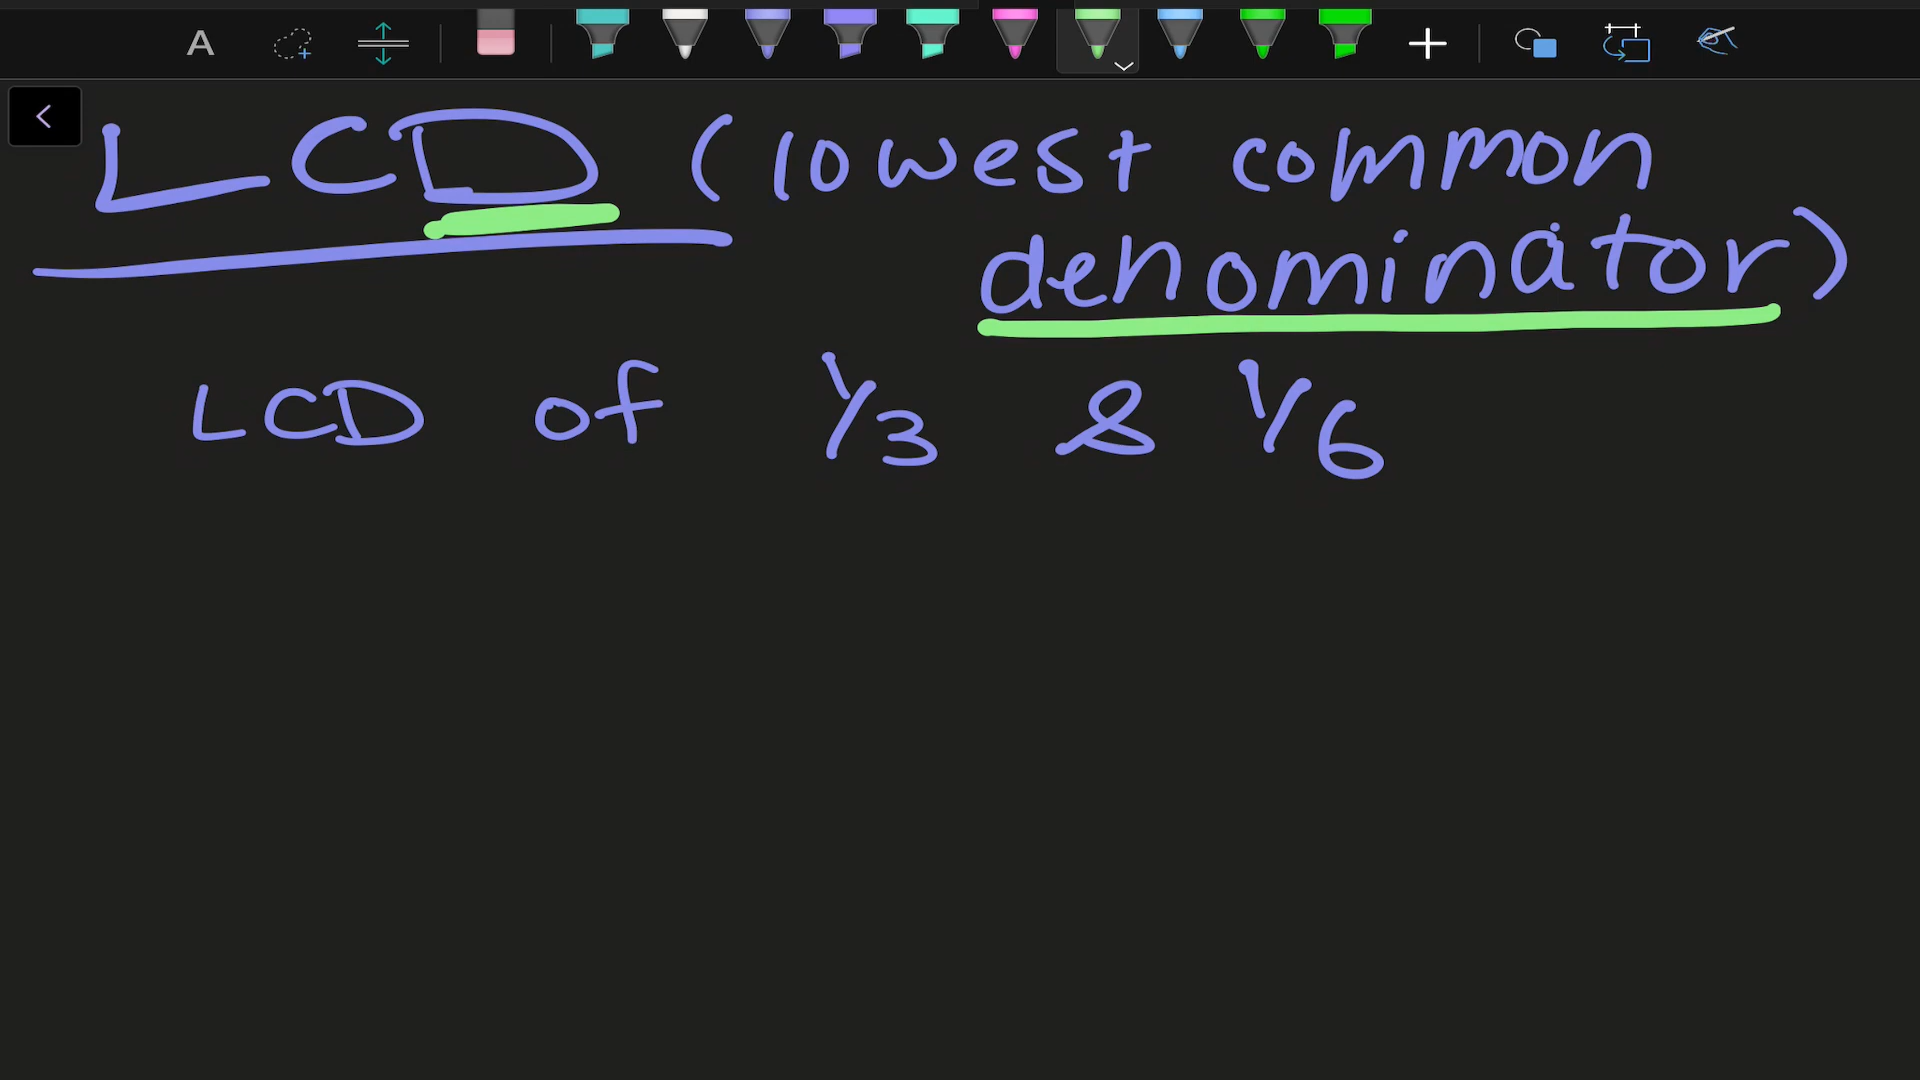 A
LCD (lowest common
denominator)
LCD of 1/3 & 1/6